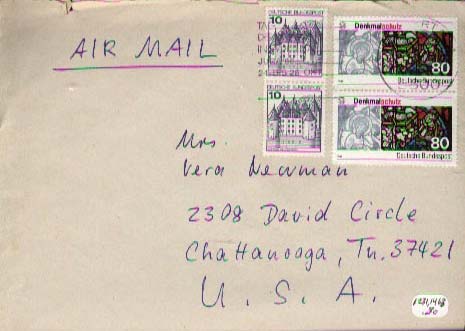 AIR MAIL
10
DEUTSCHE BUNDESPOST
Denkmalschutz
80
Deutsche Bundespost
10
DEUTSCHE BUNDESPOST
Denkmalschutz
80
Deutsche Bundespost
Mrs.
Vera Newman
2308 David Circle
Chattanooga, Tn. 37421
U. S. A.